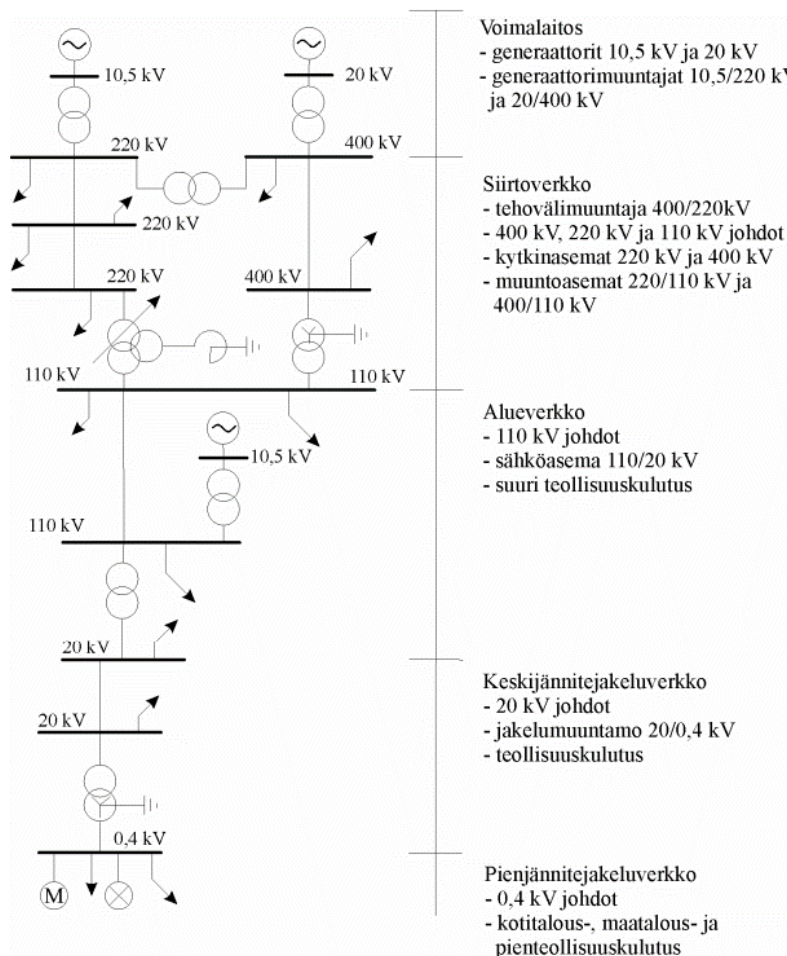 Voimalaitos
- generaattorit 10,5 kV ja 20 kV
- generaattorimuuntajat 10,5/220 kV
ja 20/400 kV
10,5 kV
20 kV
220 kV
400 kV
Siirtoverkko
- tehovälimuuntaja 400/220kV
- 400 kV, 220 kV ja 110 kV johdot
- kytkinasemat 220 kV ja 400 kV
- muuntoasemat 220/110 kV ja
400/110 kV
220 kV
220 kV
400 kV
110 kV
110 kV
Alueverkko
- 110 kV johdot
- sähköasema 110/20 kV
- suuri teollisuuskulutus
10,5 kV
110 kV
20 kV
Keskijännitejakeluverkko
- 20 kV johdot
- jakelumuuntamo 20/0,4 kV
- teollisuuskulutus
20 kV
0,4 kV
M
Pienjännitejakeluverkko
- 0,4 kV johdot
- kotitalous-, maatalous- ja
pienteollisuuskulutus